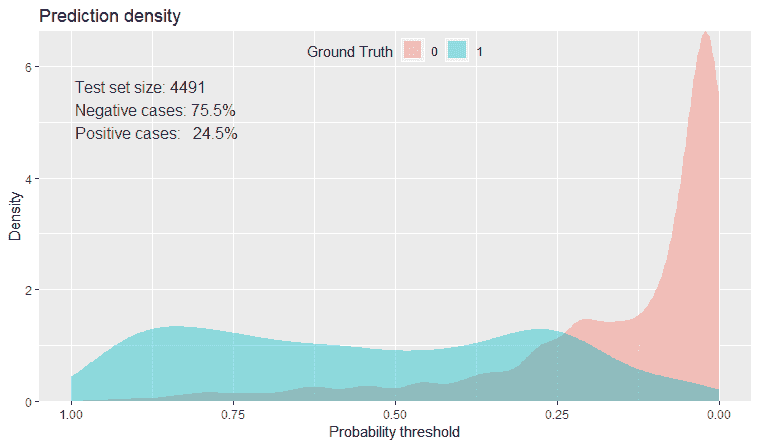 Prediction density
Ground Truth 0 1
Test set size: 4491
Negative cases: 75.5%
Positive cases: 24.5%
Density
6
4
2
0
1.00 0.75 0.50 0.25 0.00
Probability threshold